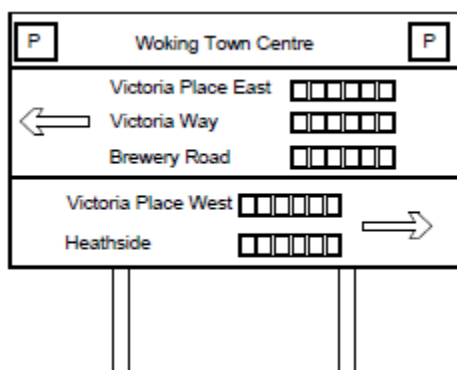 P Woking Town Centre P
Victoria Place East
Victoria Way
Brewery Road
Victoria Place West
Heathside